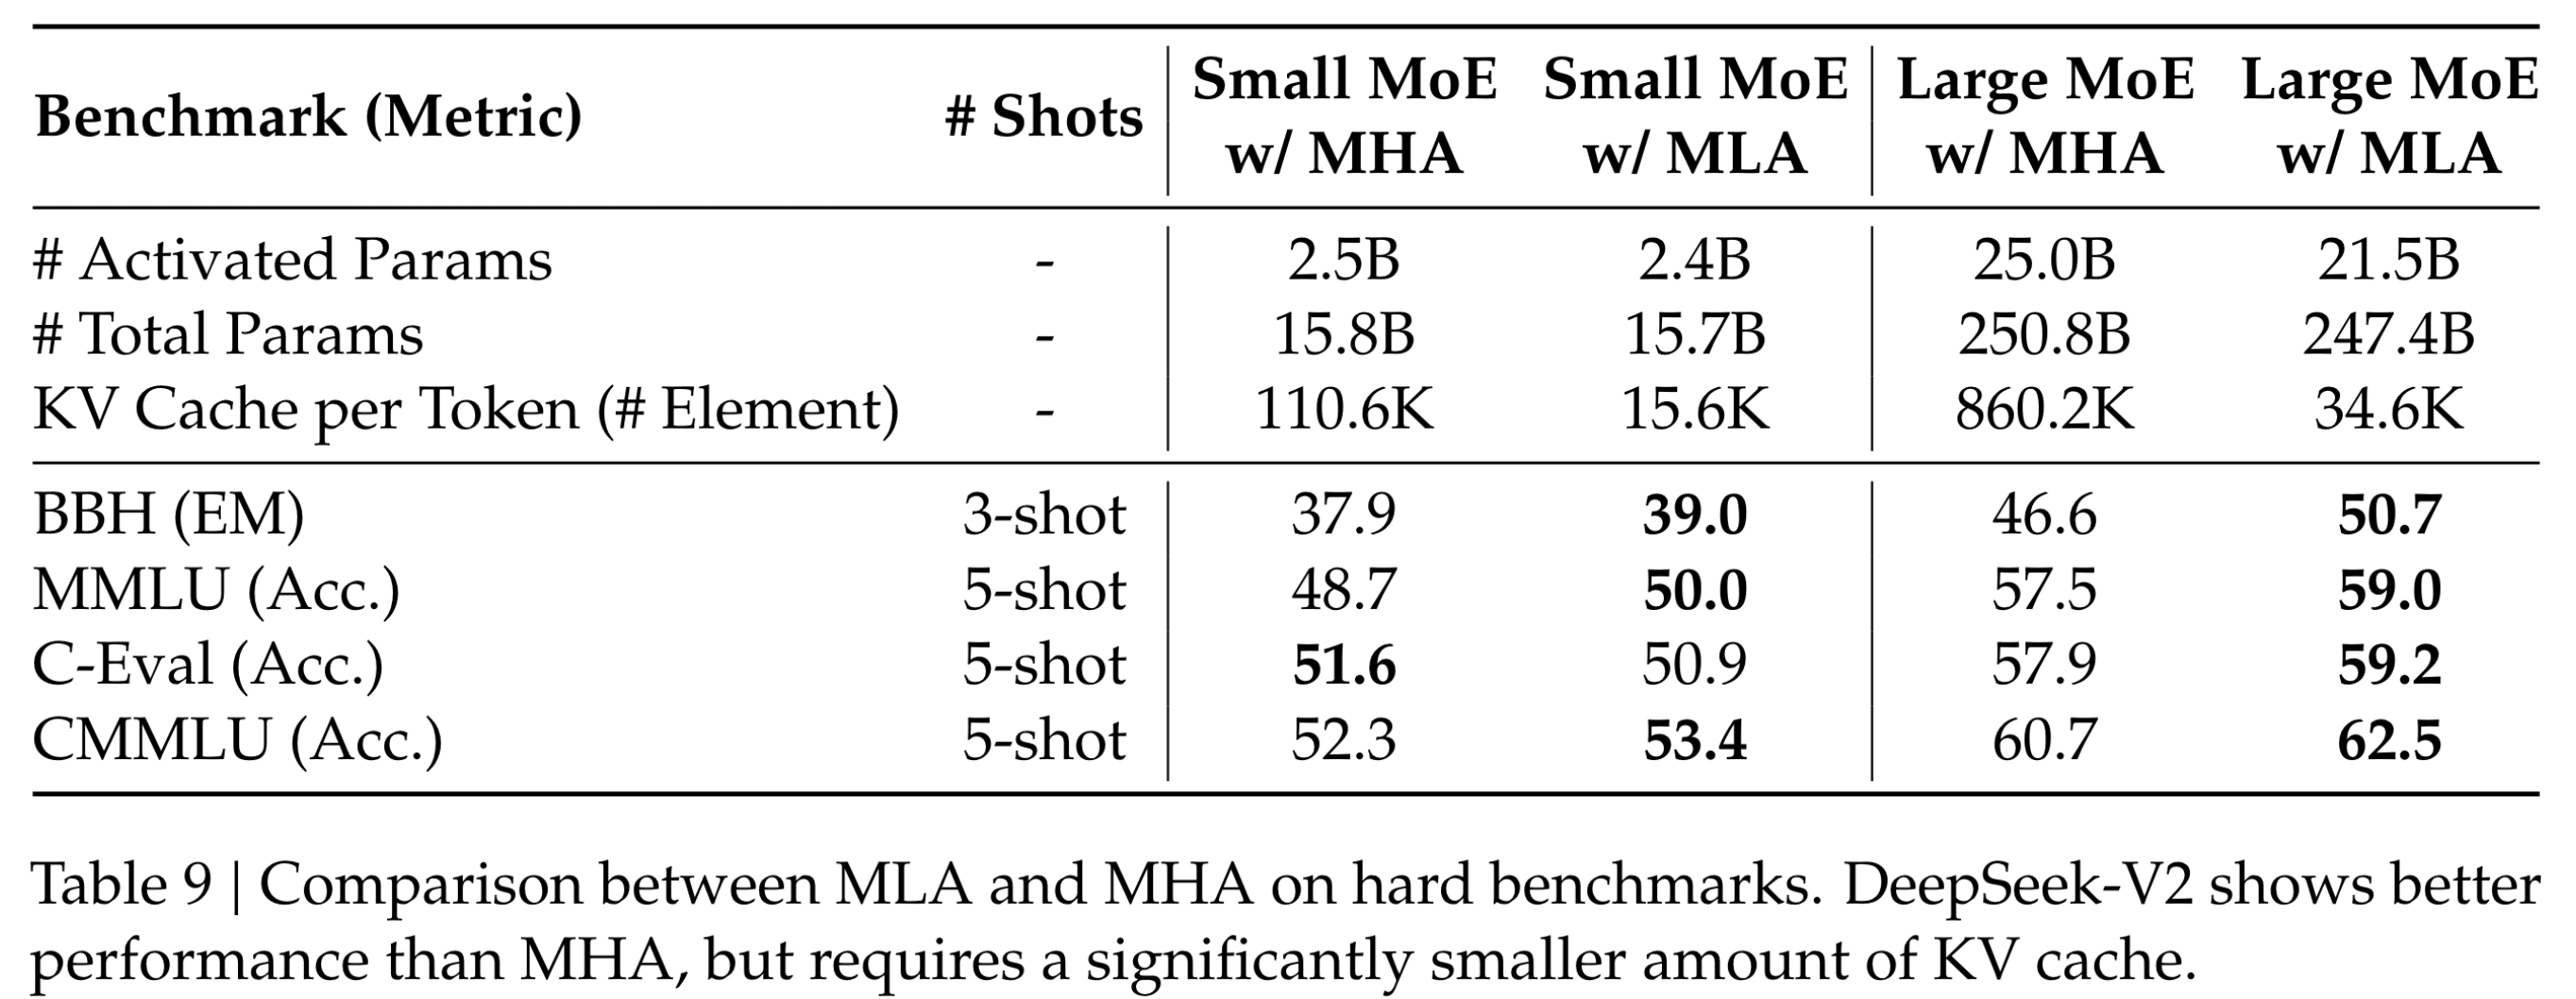 Benchmark (Metric) # Shots Small MoE w/ MHA Small MoE w/ MLA Large MoE w/ MHA Large MoE w/ MLA
# Activated Params - 2.5B 2.4B 25.0B 21.5B
# Total Params - 15.8B 15.7B 250.8B 247.4B
KV Cache per Token (# Element) - 110.6K 15.6K 860.2K 34.6K
BBH (EM) 3-shot 37.9 39.0 46.6 50.7
MMLU (Acc.) 5-shot 48.7 50.0 57.5 59.0
C-Eval (Acc.) 5-shot 51.6 50.9 57.9 59.2
CMMLU (Acc.) 5-shot 52.3 53.4 60.7 62.5
Table 9 | Comparison between MLA and MHA on hard benchmarks. DeepSeek-V2 shows better
performance than MHA, but requires a significantly smaller amount of KV cache.